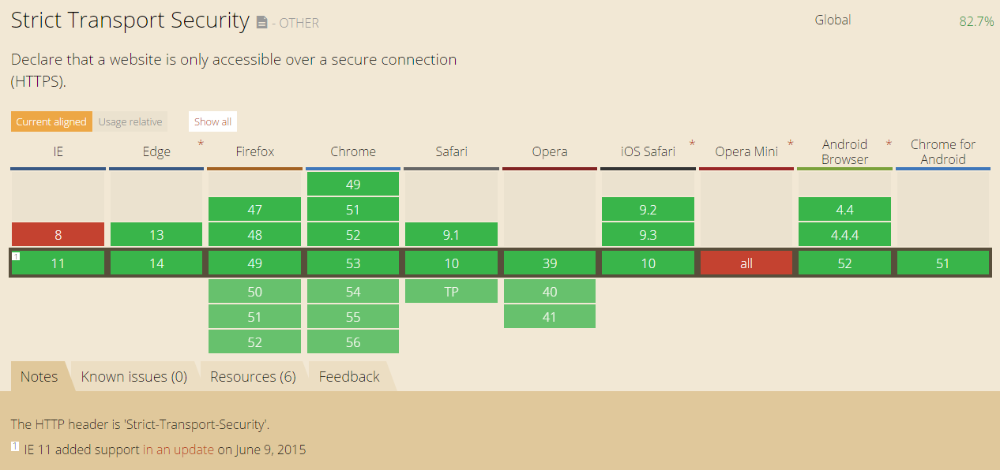 Strict Transport Security - OTHER
Global 82.7%
Declare that a website is only accessible over a secure connection
(HTTPS).
Current aligned Usage relative Show all
IE Edge * Firefox Chrome Safari Opera iOS Safari * Opera Mini * Android Browser * Chrome for Android
49
47 51 9.2 4.4
8 13 48 52 9.1 9.3 4.4.4
1 11 14 49 53 10 39 10 all 52 51
50 54 TP 40
51 55 41
52 56
Notes Known issues (0) Resources (6) Feedback
The HTTP header is 'Strict-Transport-Security'.
1 IE 11 added support in an update on June 9, 2015